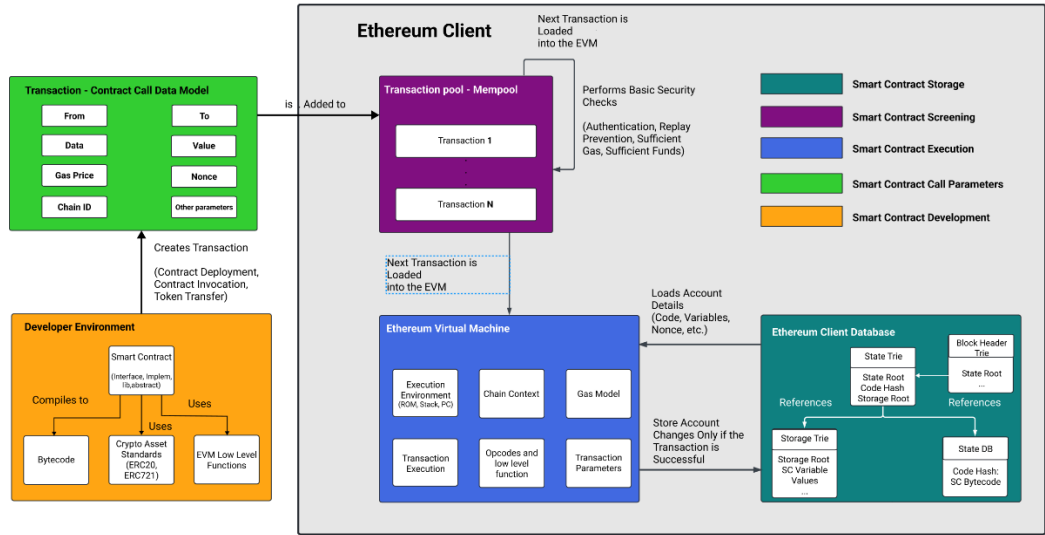 Ethereum Client
Next Transaction is
Loaded
into the EVM
Transaction - Contract Call Data Model
From
To
Data
Value
Gas Price
Nonce
Chain ID
Other parameters
is . Added to
Transaction pool - Mempool
Transaction 1
.
.
.
Transaction N
Performs Basic Security
Checks
(Authentication, Replay
Prevention, Sufficient
Gas, Sufficient Funds)
Smart Contract Storage
Smart Contract Screening
Smart Contract Execution
Smart Contract Call Parameters
Smart Contract Development
Creates Transaction
(Contract Deployment,
Contract Invocation,
Token Transfer)
Next Transaction is
Loaded
into the EVM
Developer Environment
Smart Contract
(Interface, Implem,
lib,abstract)
Compiles to
Uses
Uses
Bytecode
Crypto Asset
Standards
(ERC20,
ERC721)
EVM Low Level
Functions
Ethereum Virtual Machine
Execution
Environment
(ROM, Stack, PC)
Chain Context
Gas Model
Transaction
Execution
Opcodes and
low level
function
Transaction
Parameters
Loads Account
Details
(Code, Variables,
Nonce, etc.)
Store Account
Changes Only if the
Transaction is
Successful
Ethereum Client Database
State Trie
State Root
Code Hash
Storage Root
Block Header
Trie
State Root
...
References
References
Storage Trie
Storage Root
SC Variable
Values
...
State DB
Code Hash:
SC Bytecode